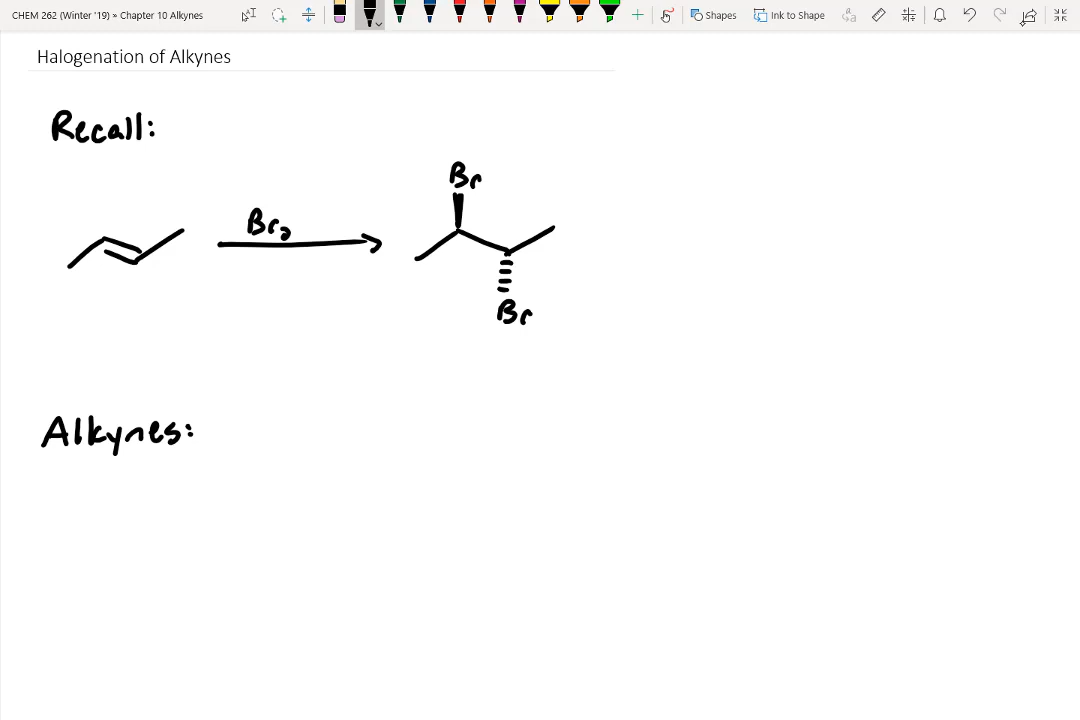 CHEM 262 (Winter '19) » Chapter 10 Alkynes
Shapes
Ink to Shape
Halogenation of Alkynes
Recall:
Br
Br₂
Br
Alkynes: